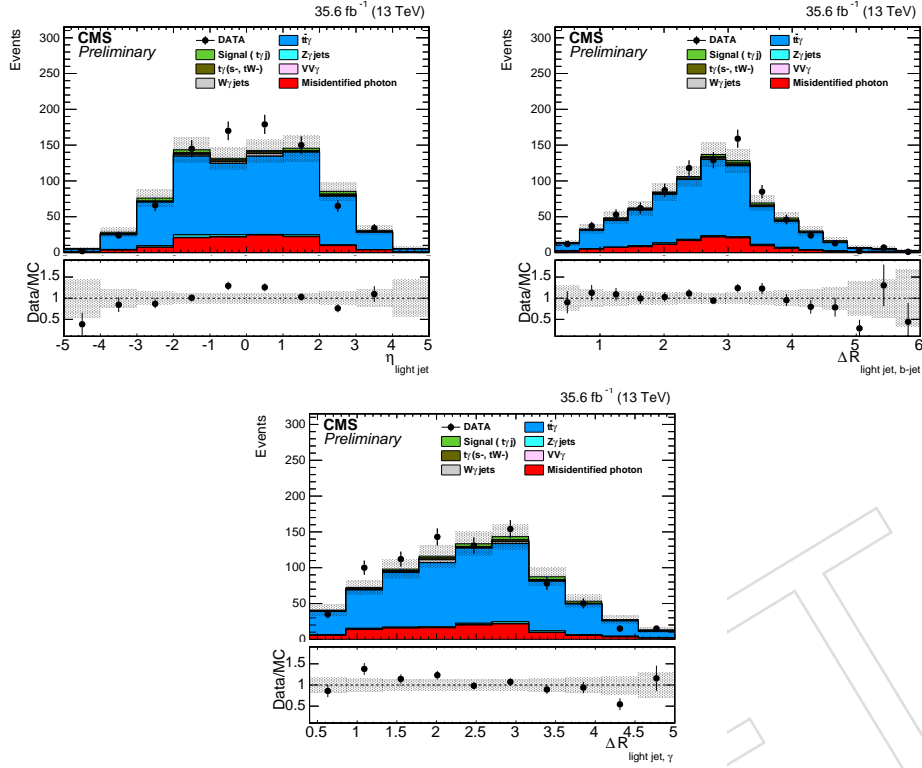 35.6 fb⁻¹ (13 TeV)
CMS
Preliminary
Events
DATA
Signal ( tγj)
tγ(s-, tW-)
Wγjets
tt̄γ
Zγjets
VVγ
Misidentified photon
300
250
200
150
100
50
0
Data/MC
1.5
1
0.5
-5 -4 -3 -2 -1 0 1 2 3 4 5
η light jet
35.6 fb⁻¹ (13 TeV)
CMS
Preliminary
Events
DATA
Signal ( tγj)
tγ(s-, tW-)
Wγjets
tt̄γ
Zγjets
VVγ
Misidentified photon
300
250
200
150
100
50
0
Data/MC
1.5
1
0.5
1 2 3 4 5 6
ΔR light jet, b-jet
35.6 fb⁻¹ (13 TeV)
CMS
Preliminary
Events
DATA
Signal ( tγj)
tγ(s-, tW-)
Wγjets
tt̄γ
Zγjets
VVγ
Misidentified photon
300
250
200
150
100
50
0
Data/MC
1.5
1
0.5
0.5 1 1.5 2 2.5 3 3.5 4 4.5 5
ΔR light jet, γ